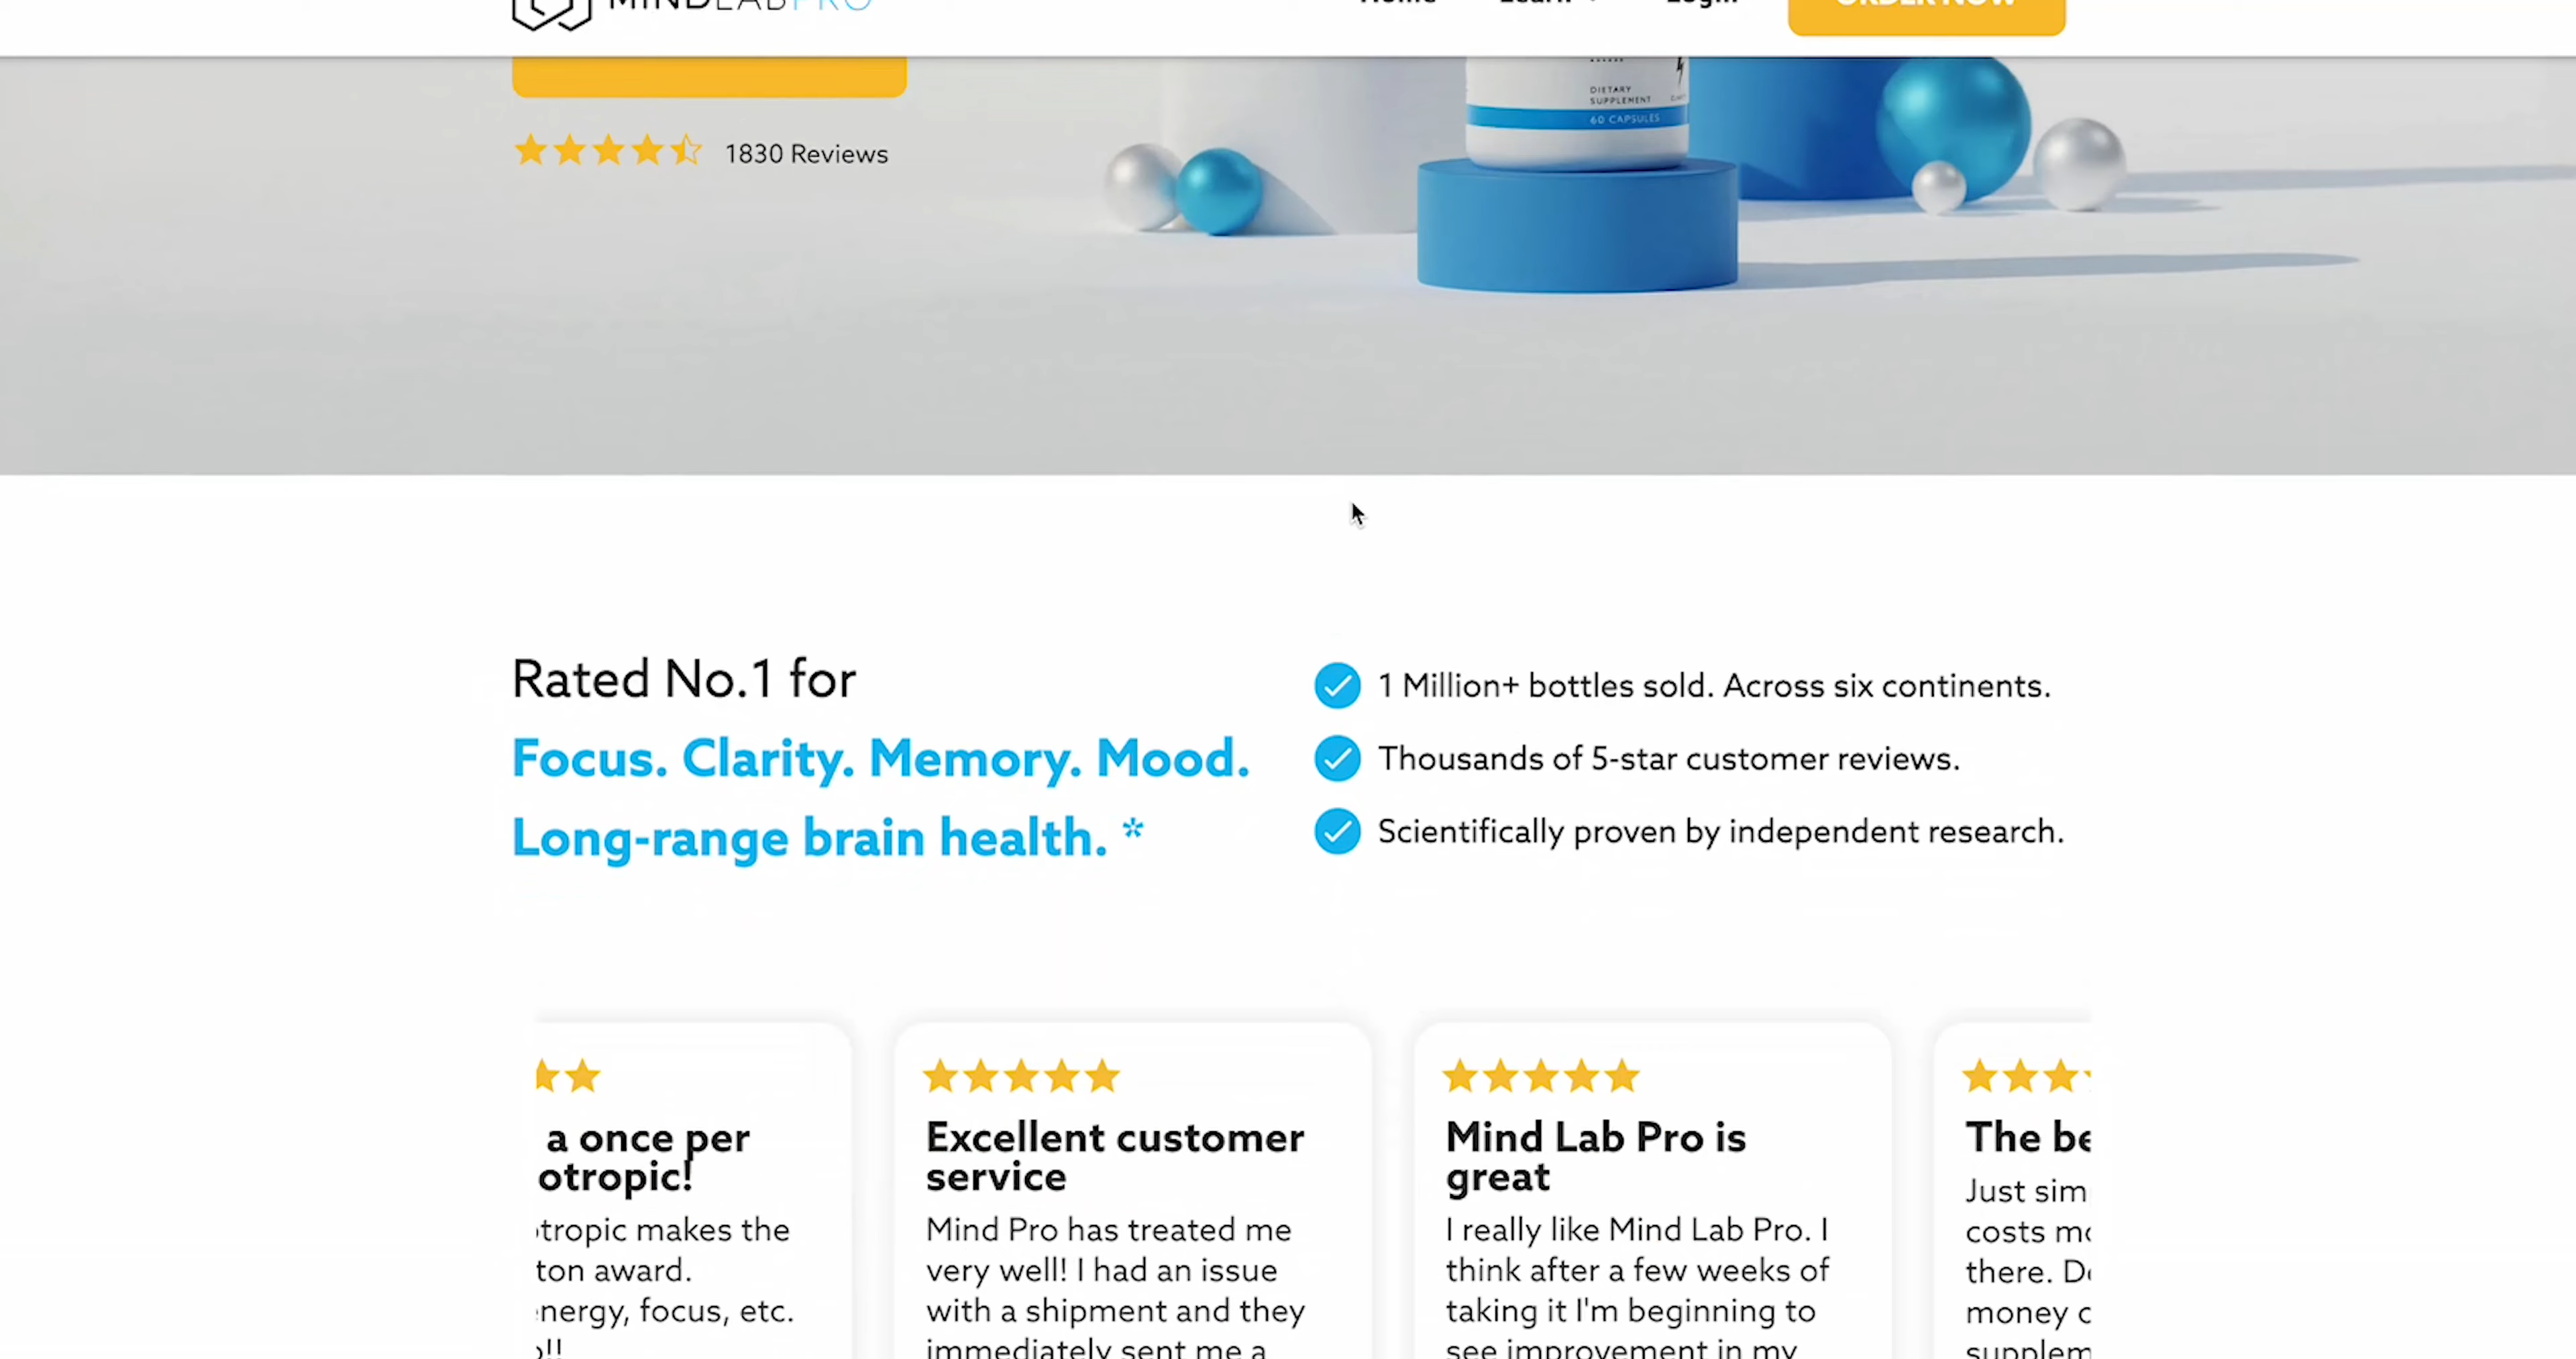 MINDLABPRO
Home Learn Login ORDER NOW
DIETARY
SUPPLEMENT
60 CAPSULES
1830 Reviews
Rated No.1 for
Focus. Clarity. Memory. Mood.
Long-range brain health. *
1 Million+ bottles sold. Across six continents.
Thousands of 5-star customer reviews.
Scientifically proven by independent research.
a once per
otropic!
tropic makes the
ton award.
energy, focus, etc.
Excellent customer
service
Mind Pro has treated me
very well! I had an issue
with a shipment and they
immediately sent me a
Mind Lab Pro is
great
I really like Mind Lab Pro. I
think after a few weeks of
taking it I'm beginning to
see improvement in my
The be
Just sim
costs mo
there. De
money o
supplem